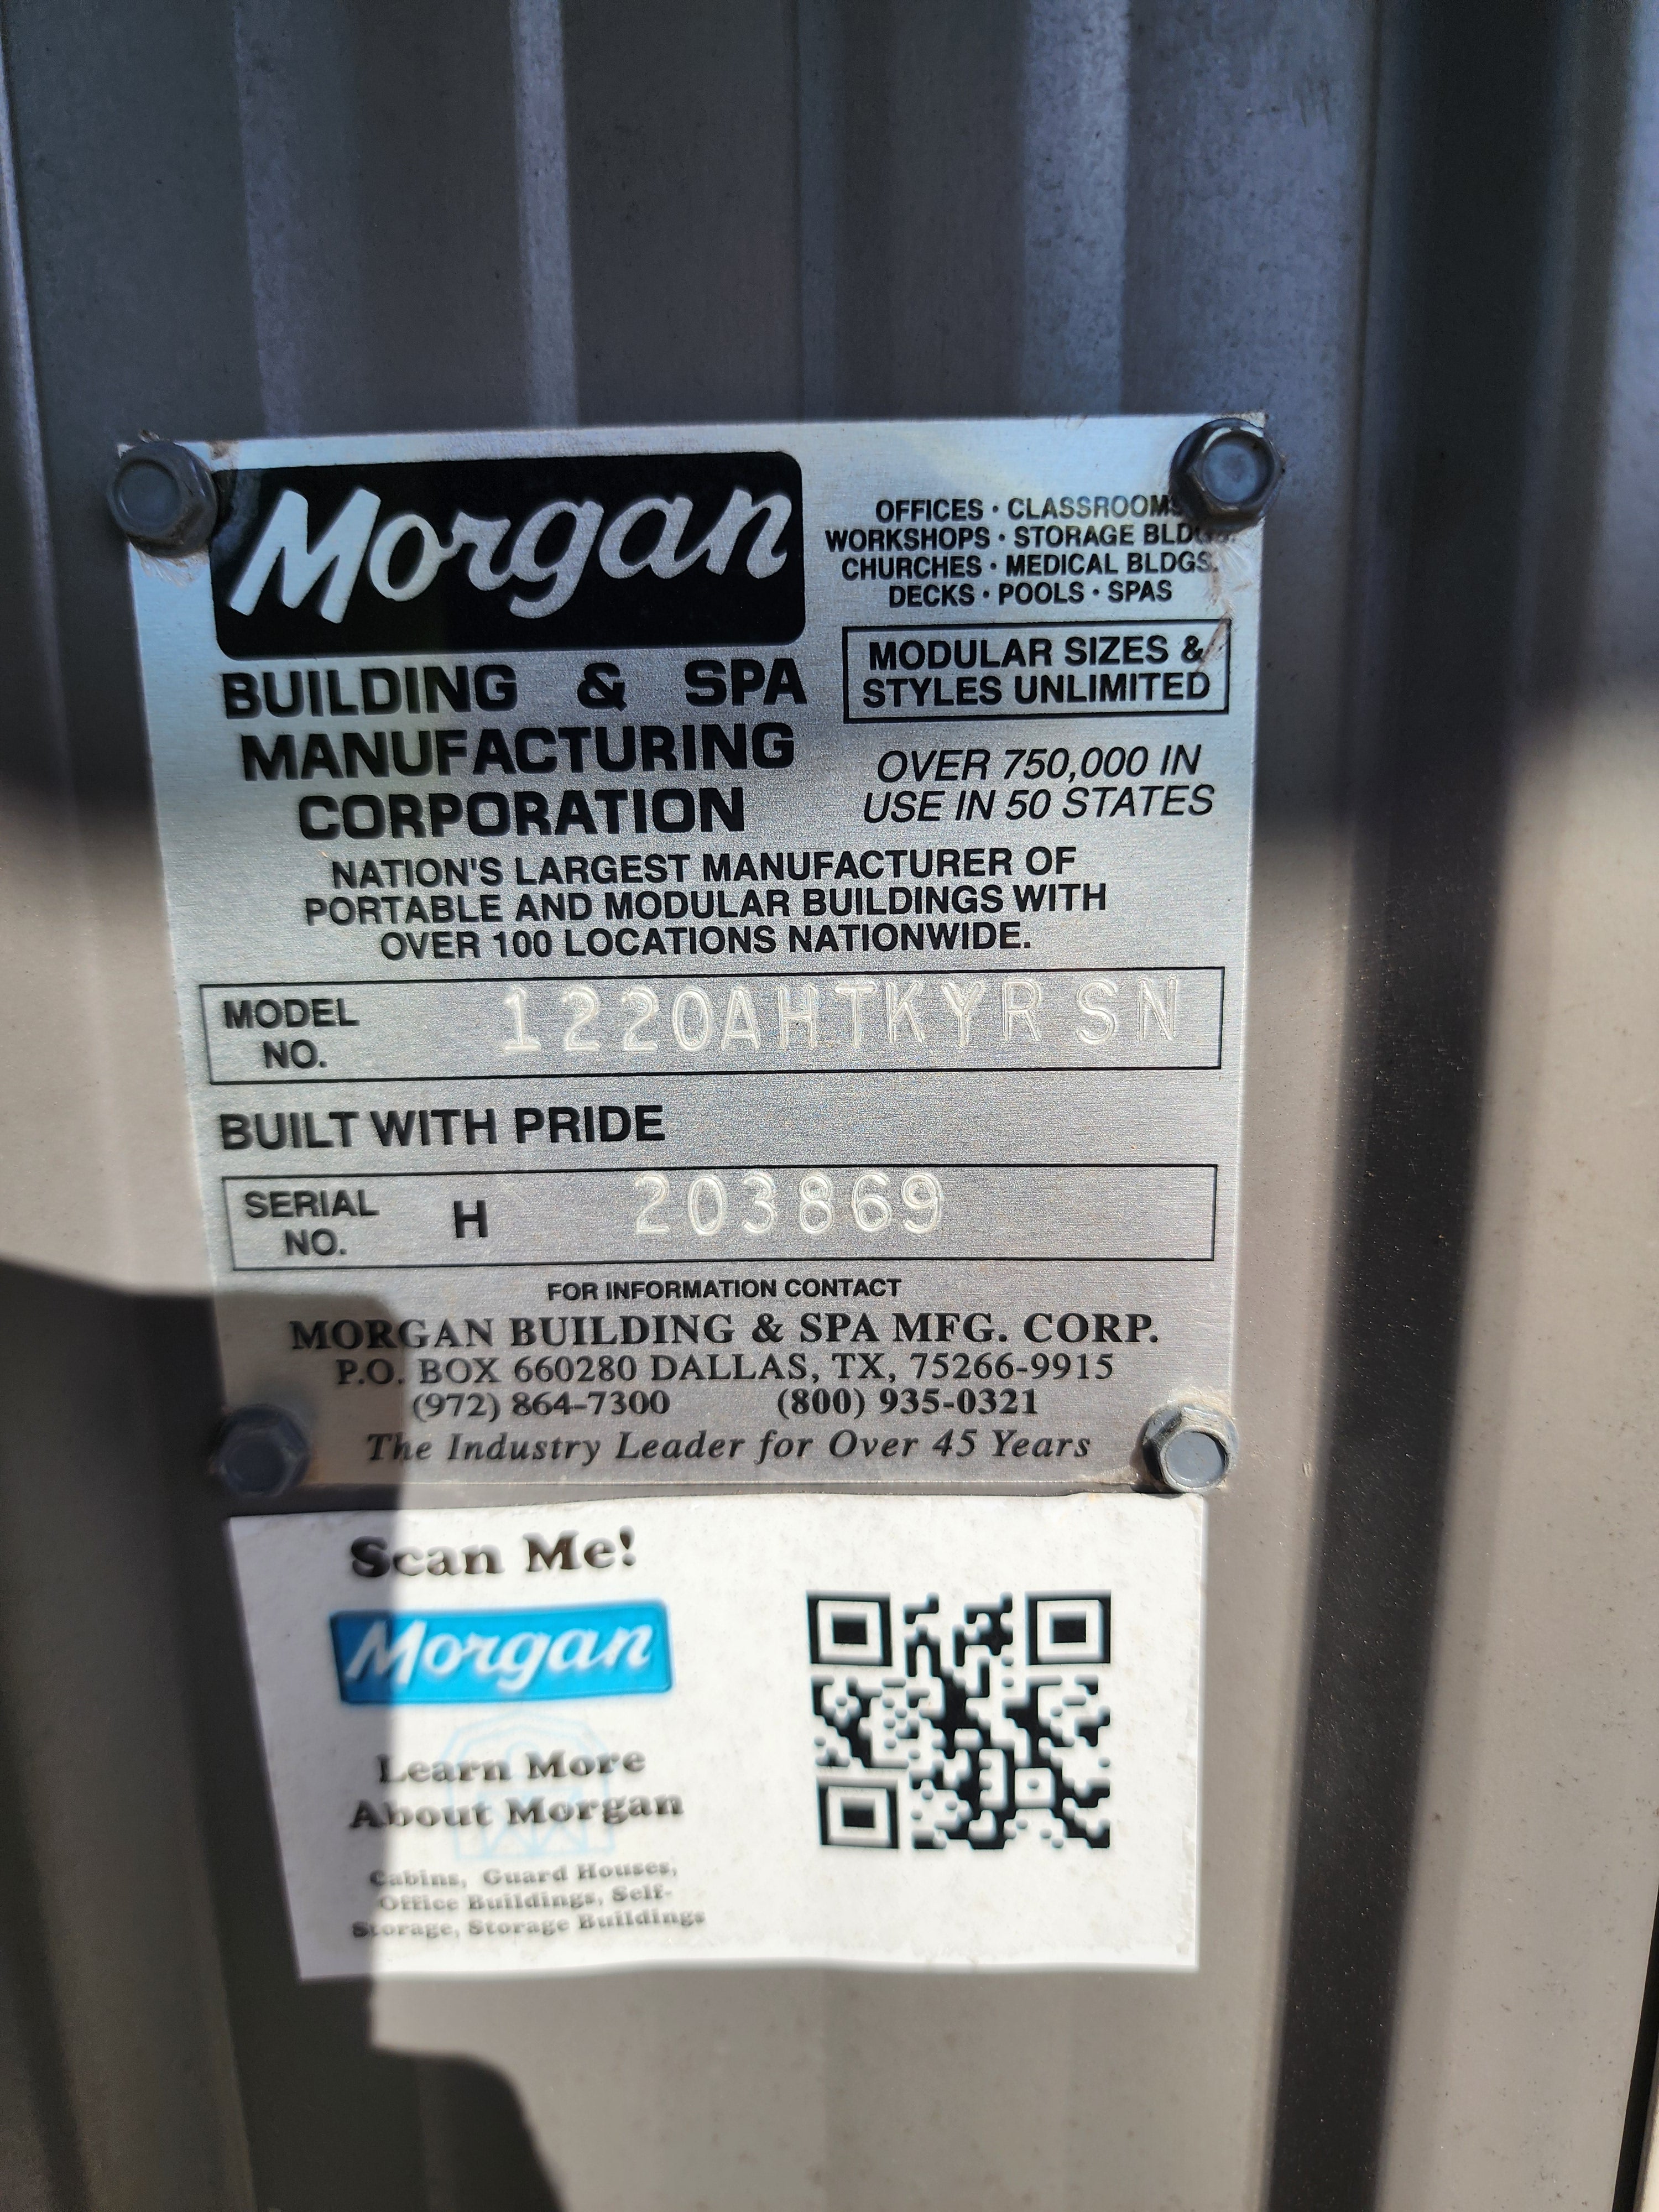 Morgan
BUILDING & SPA
MANUFACTURING
CORPORATION
OFFICES · CLASSROOMS
WORKSHOPS · STORAGE BLDGS.
CHURCHES · MEDICAL BLDGS.
DECKS · POOLS · SPAS
MODULAR SIZES &
STYLES UNLIMITED
OVER 750,000 IN
USE IN 50 STATES
NATION'S LARGEST MANUFACTURER OF
PORTABLE AND MODULAR BUILDINGS WITH
OVER 100 LOCATIONS NATIONWIDE.
MODEL NO. 1220AHTKYR SN
BUILT WITH PRIDE
SERIAL NO. H 203869
FOR INFORMATION CONTACT
MORGAN BUILDING & SPA MFG. CORP.
P.O. BOX 660280 DALLAS, TX, 75266-9915
(972) 864-7300 (800) 935-0321
The Industry Leader for Over 45 Years
Scan Me!
Morgan
Learn More
About Morgan
Cabins, Guard Houses,
Office Buildings, Self-
Storage, Storage Buildings